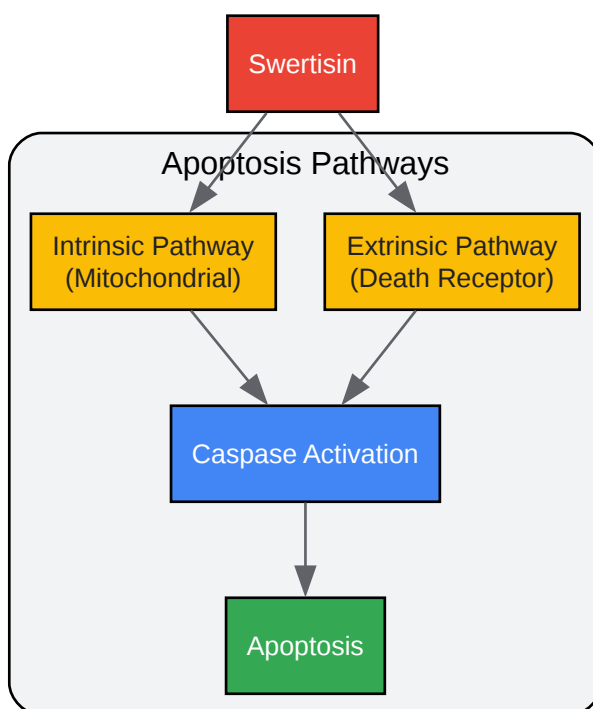 Swertisin
Apoptosis Pathways
Intrinsic Pathway
(Mitochondrial)
Extrinsic Pathway
(Death Receptor)
Caspase Activation
Apoptosis